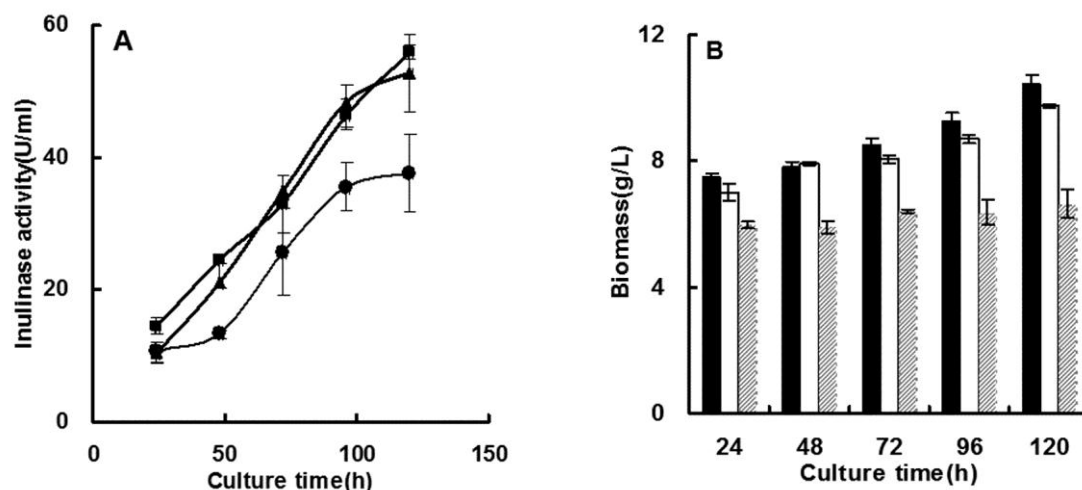 A
Inulinase activity(U/ml)
60
40
20
0
0 50 100 150
Culture time(h)
B
Biomass(g/L)
12
8
4
0
24 48 72 96 120
Culture time(h)